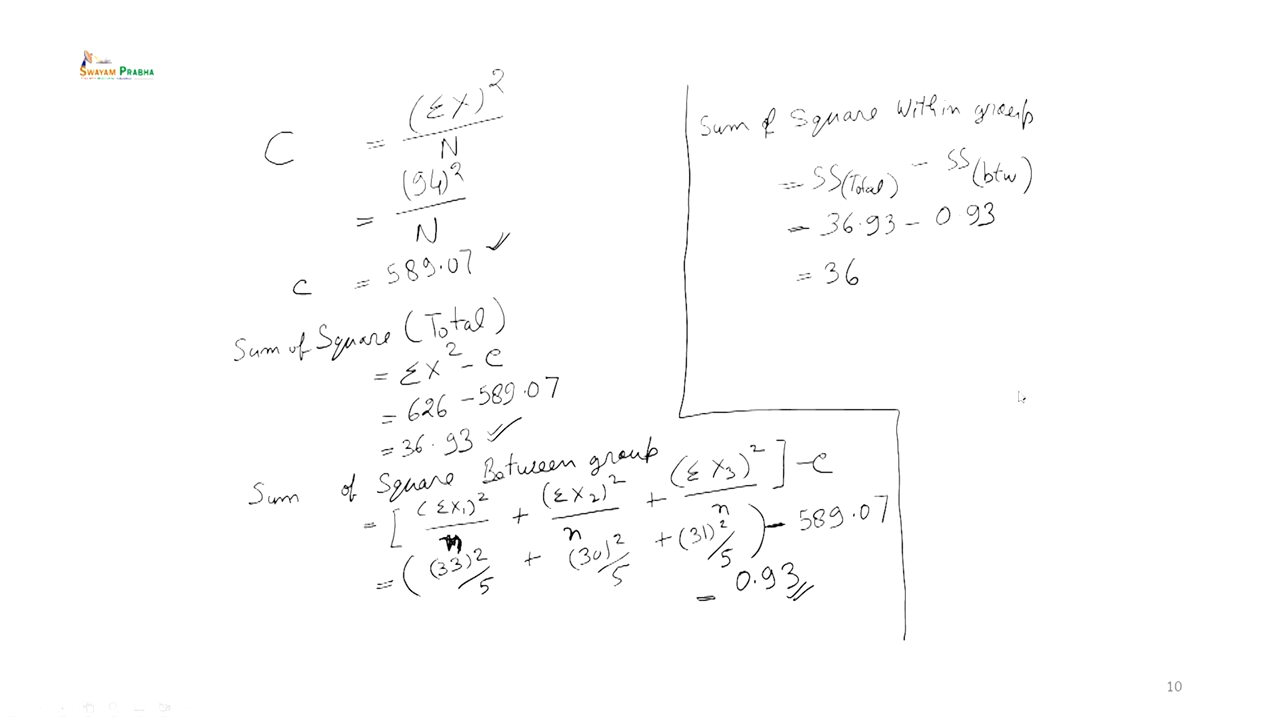 SWAYAM PRABHA
C = (ΣX)²/N
= (94)²/N
c = 589.07 ✓
Sum of Square (Total)
= ΣX² - C
= 626 - 589.07
= 36.93 ✓
Sum of Square Between group
= [(ΣX₁)²/n + (ΣX₂)²/n + (ΣX₃)²/n] - C
= ((33)²/5 + (30)²/5 + (31)²/5) - 589.07
= 0.93
Sum of Square Within group
= SS(Total) - SS(btw)
= 36.93 - 0.93
= 36
10